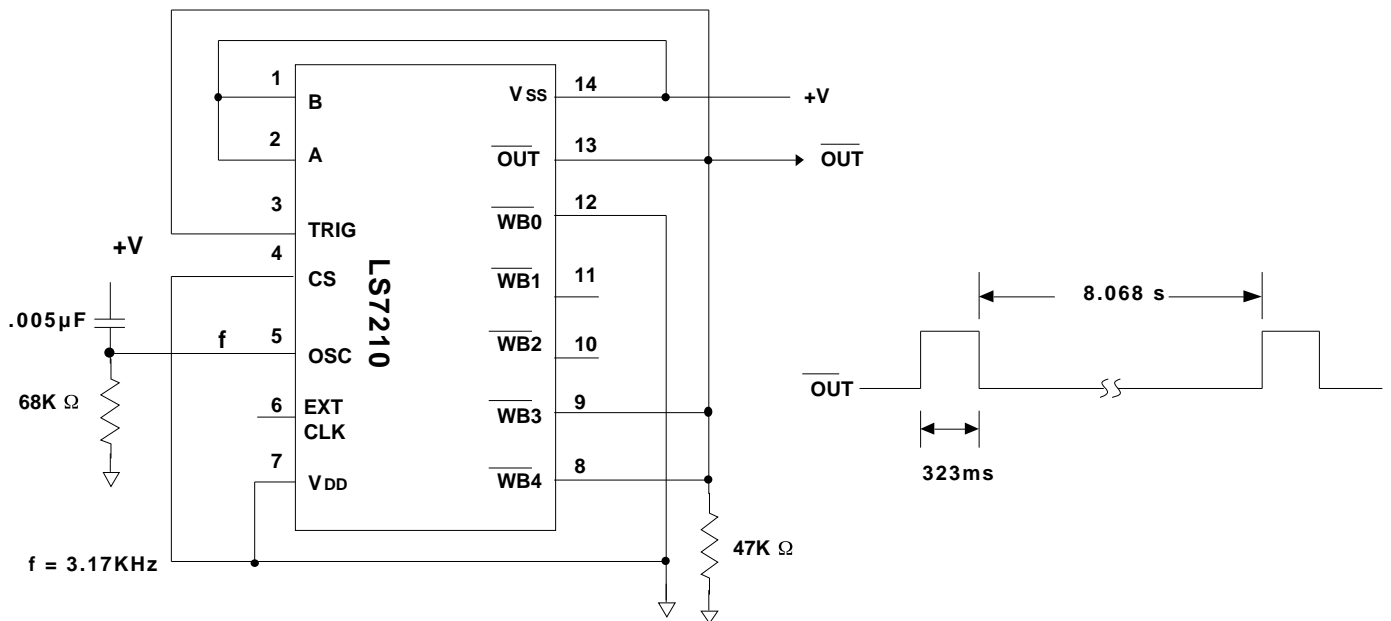 1
B
2
A
3
TRIG
+V
4
CS
.005µF
f
5
OSC
68K Ω
6
EXT
CLK
7
VDD
f = 3.17KHz
LS7210
VSS
14
+V
OUT
13
OUT
WB0
12
WB1
11
WB2
10
WB3
9
WB4
8
47K Ω
8.068 s
OUT
323ms